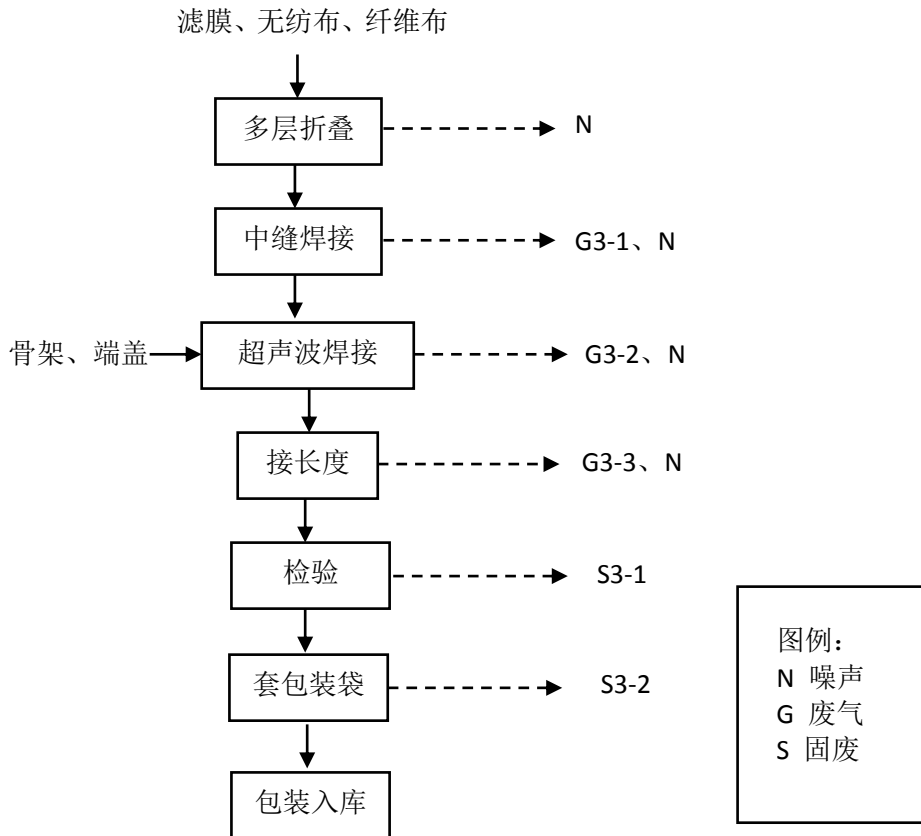 滤膜、无纺布、纤维布
多层折叠
N
中缝焊接
G3-1、N
骨架、端盖
超声波焊接
G3-2、N
接长度
G3-3、N
检验
S3-1
套包装袋
S3-2
包装入库
图例：
N 噪声
G 废气
S 固废